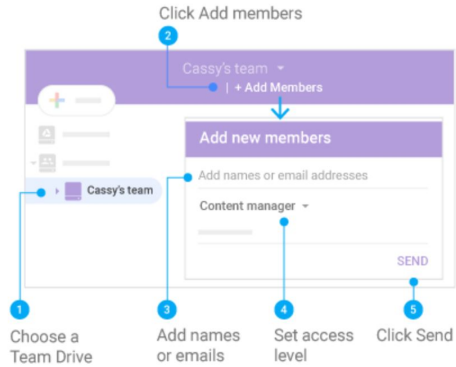 Click Add members
2
Cassy's team
| + Add Members
Add new members
Add names or email addresses
Cassy's team
Content manager
SEND
1
3
4
5
Choose a
Team Drive
Add names
or emails
Set access
level
Click Send